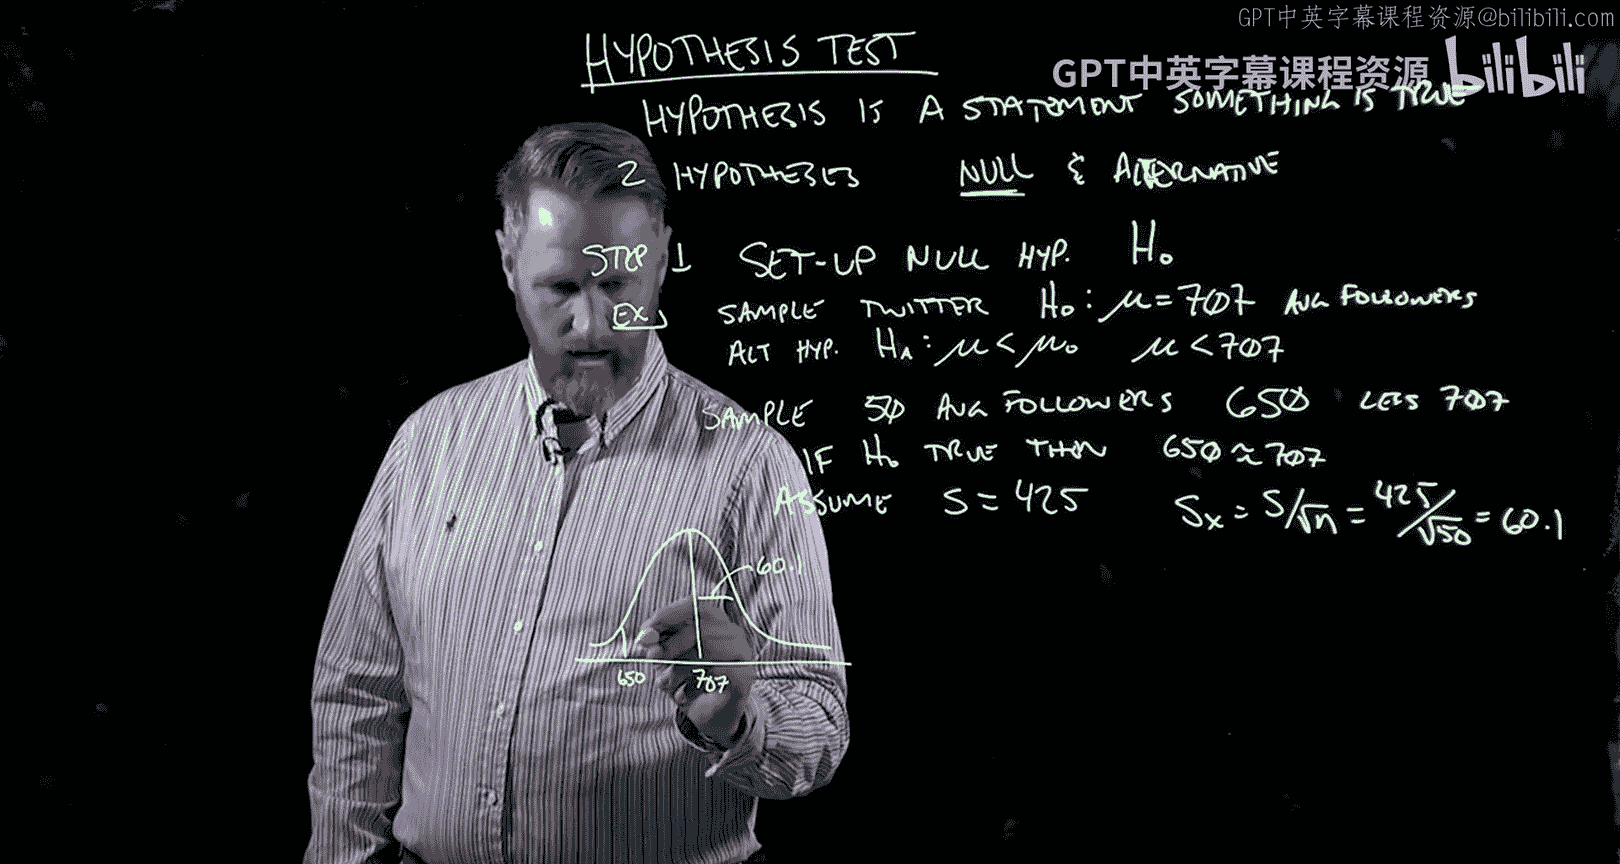 GPT中英字幕课程资源@bilibili.com
GPT中英字幕课程资源 bilibili
HYPOTHESIS TEST
HYPOTHESIS IS A STATEMENT SOMETHING IS TRUE
2 HYPOTHESES NULL & ALTERNATIVE
STEP 1 SET-UP NULL HYP. H₀
EX SAMPLE TWITTER H₀: μ = 707 AVG FOLLOWERS
ALT HYP. Hₐ: μ < μ₀ μ < 707
SAMPLE 50 AVG FOLLOWERS 650 LESS 707
IF H₀ TRUE THEN 650 ≈ 707
ASSUME S = 425 Sₓ = S/√n = 425/√50 = 60.1
60.1
650 707